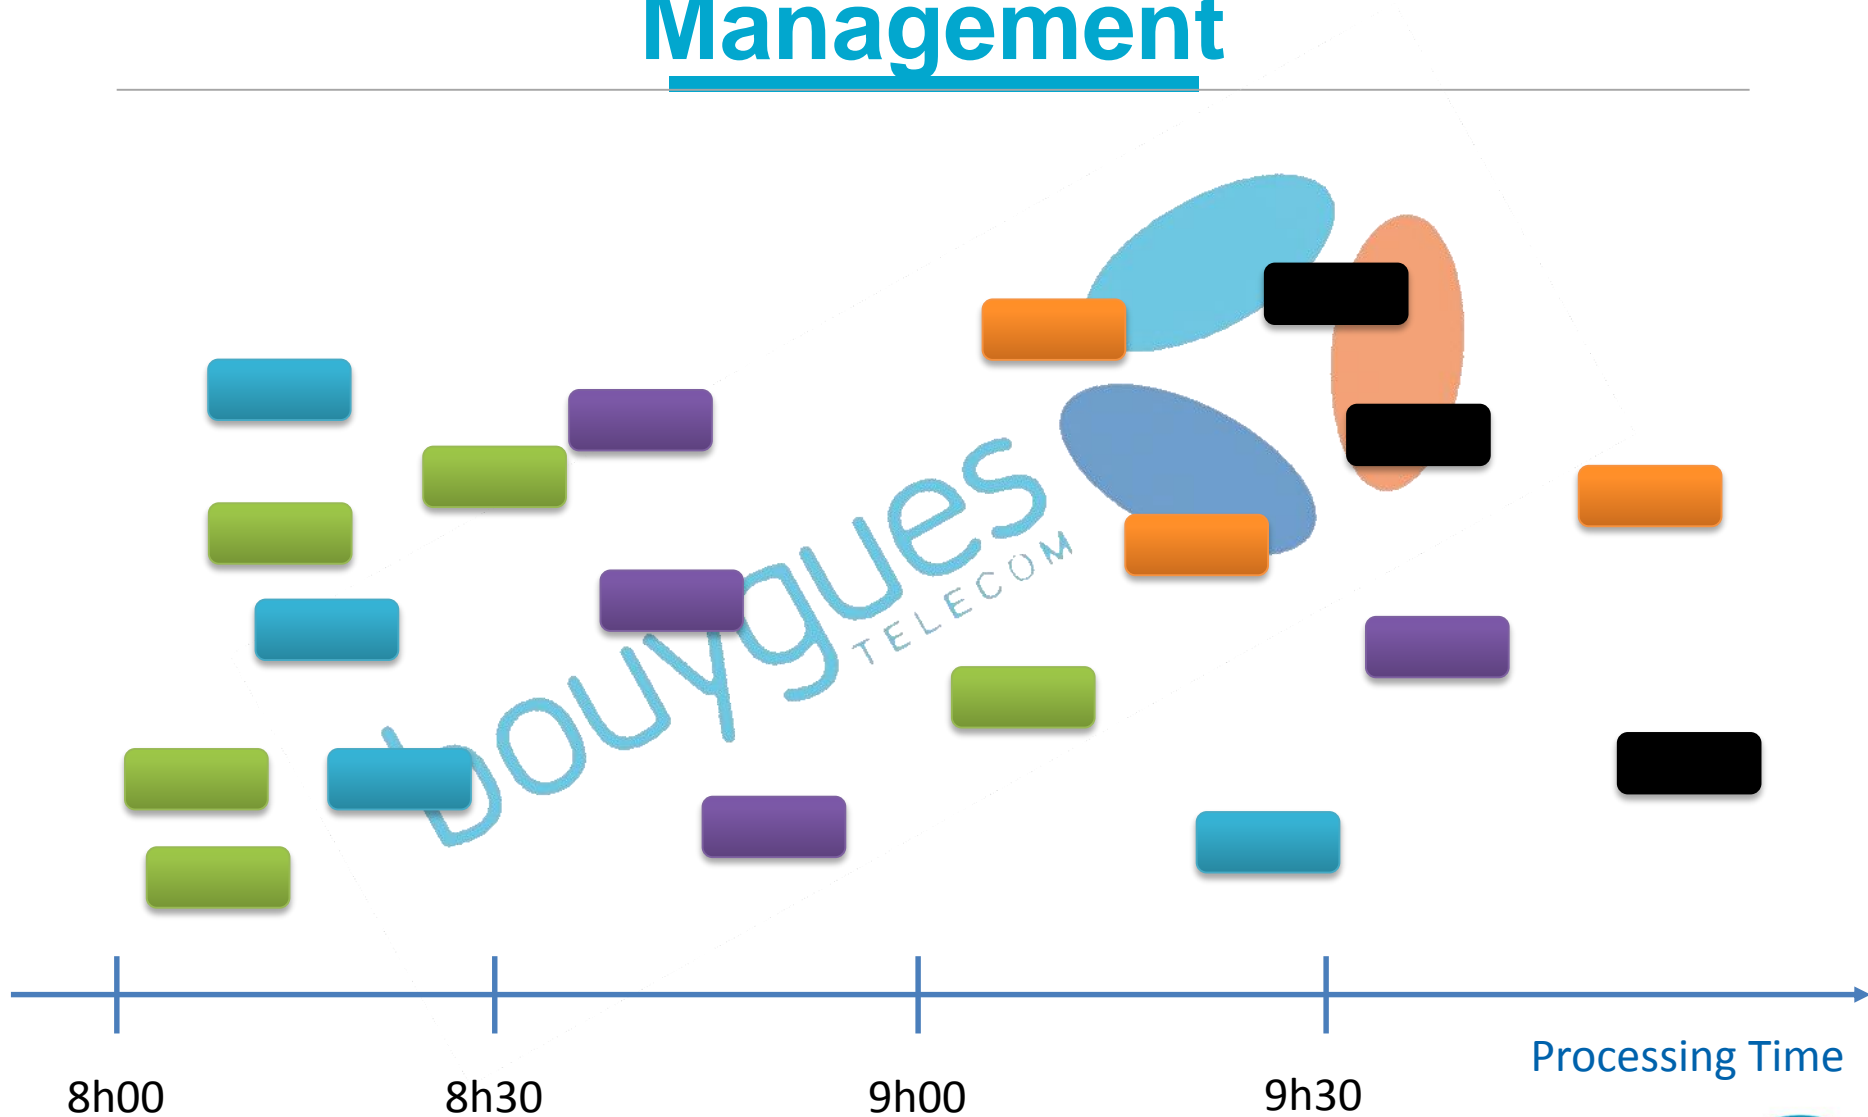 Management
bouygues
TELECOM
Processing Time
8h00
8h30
9h00
9h30